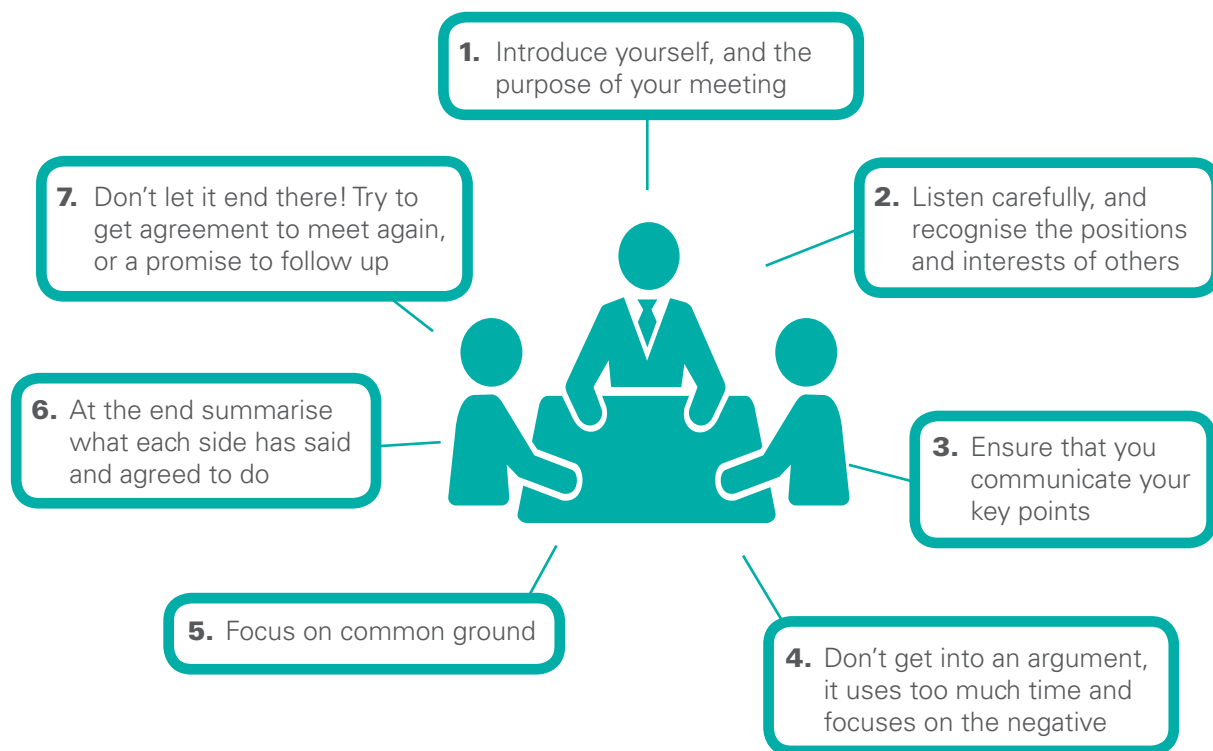 1. Introduce yourself, and the
purpose of your meeting
2. Listen carefully, and
recognise the positions
and interests of others
3. Ensure that you
communicate your
key points
4. Don’t get into an argument,
it uses too much time and
focuses on the negative
5. Focus on common ground
6. At the end summarise
what each side has said
and agreed to do
7. Don’t let it end there! Try to
get agreement to meet again,
or a promise to follow up